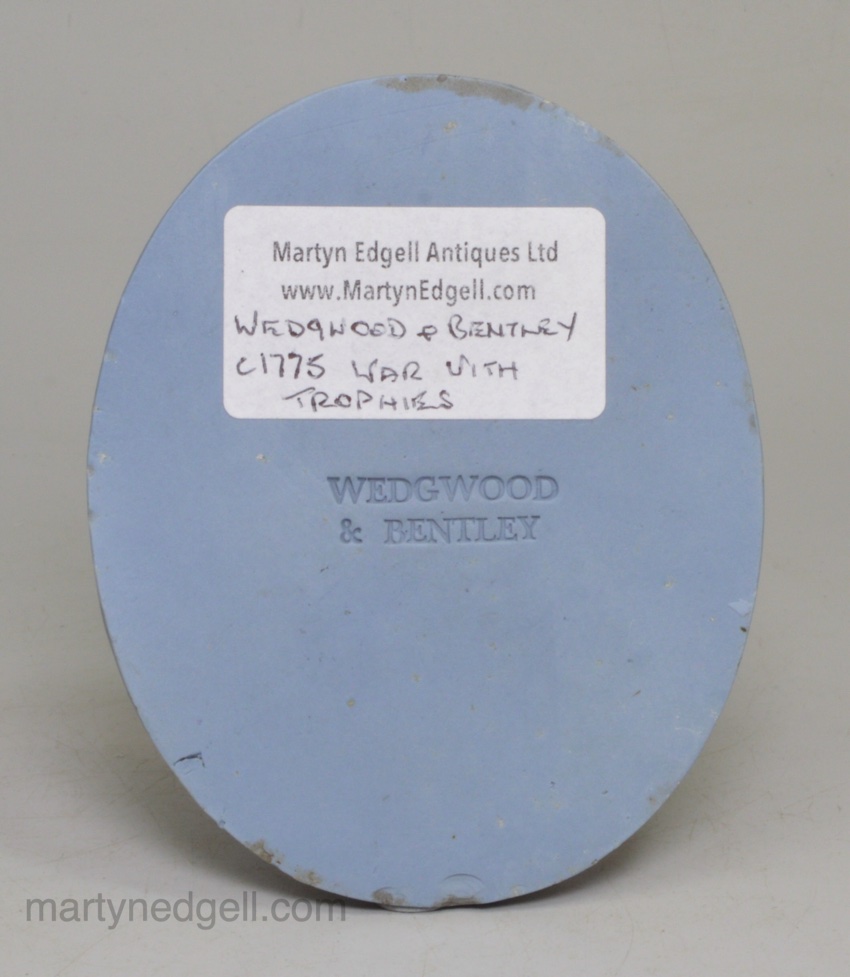 Martyn Edgell Antiques Ltd
www.MartynEdgell.com
WEDGWOOD & BENTLEY
C1775 WAR WITH
TROPHIES
WEDGWOOD
& BENTLEY
martynedgell.com